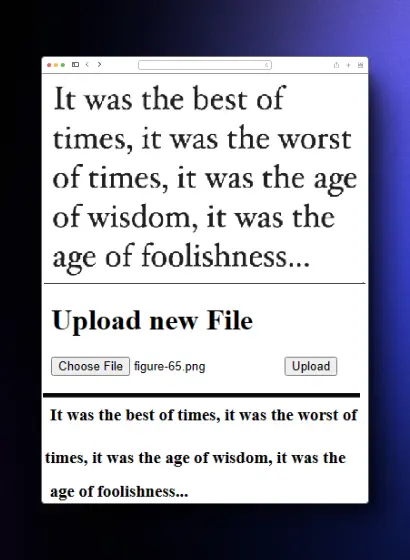 It was the best of
times, it was the worst
of times, it was the age
of wisdom, it was the
age of foolishness...
Upload new File
Choose File figure-65.png Upload
It was the best of times, it was the worst of
times, it was the age of wisdom, it was the
age of foolishness...